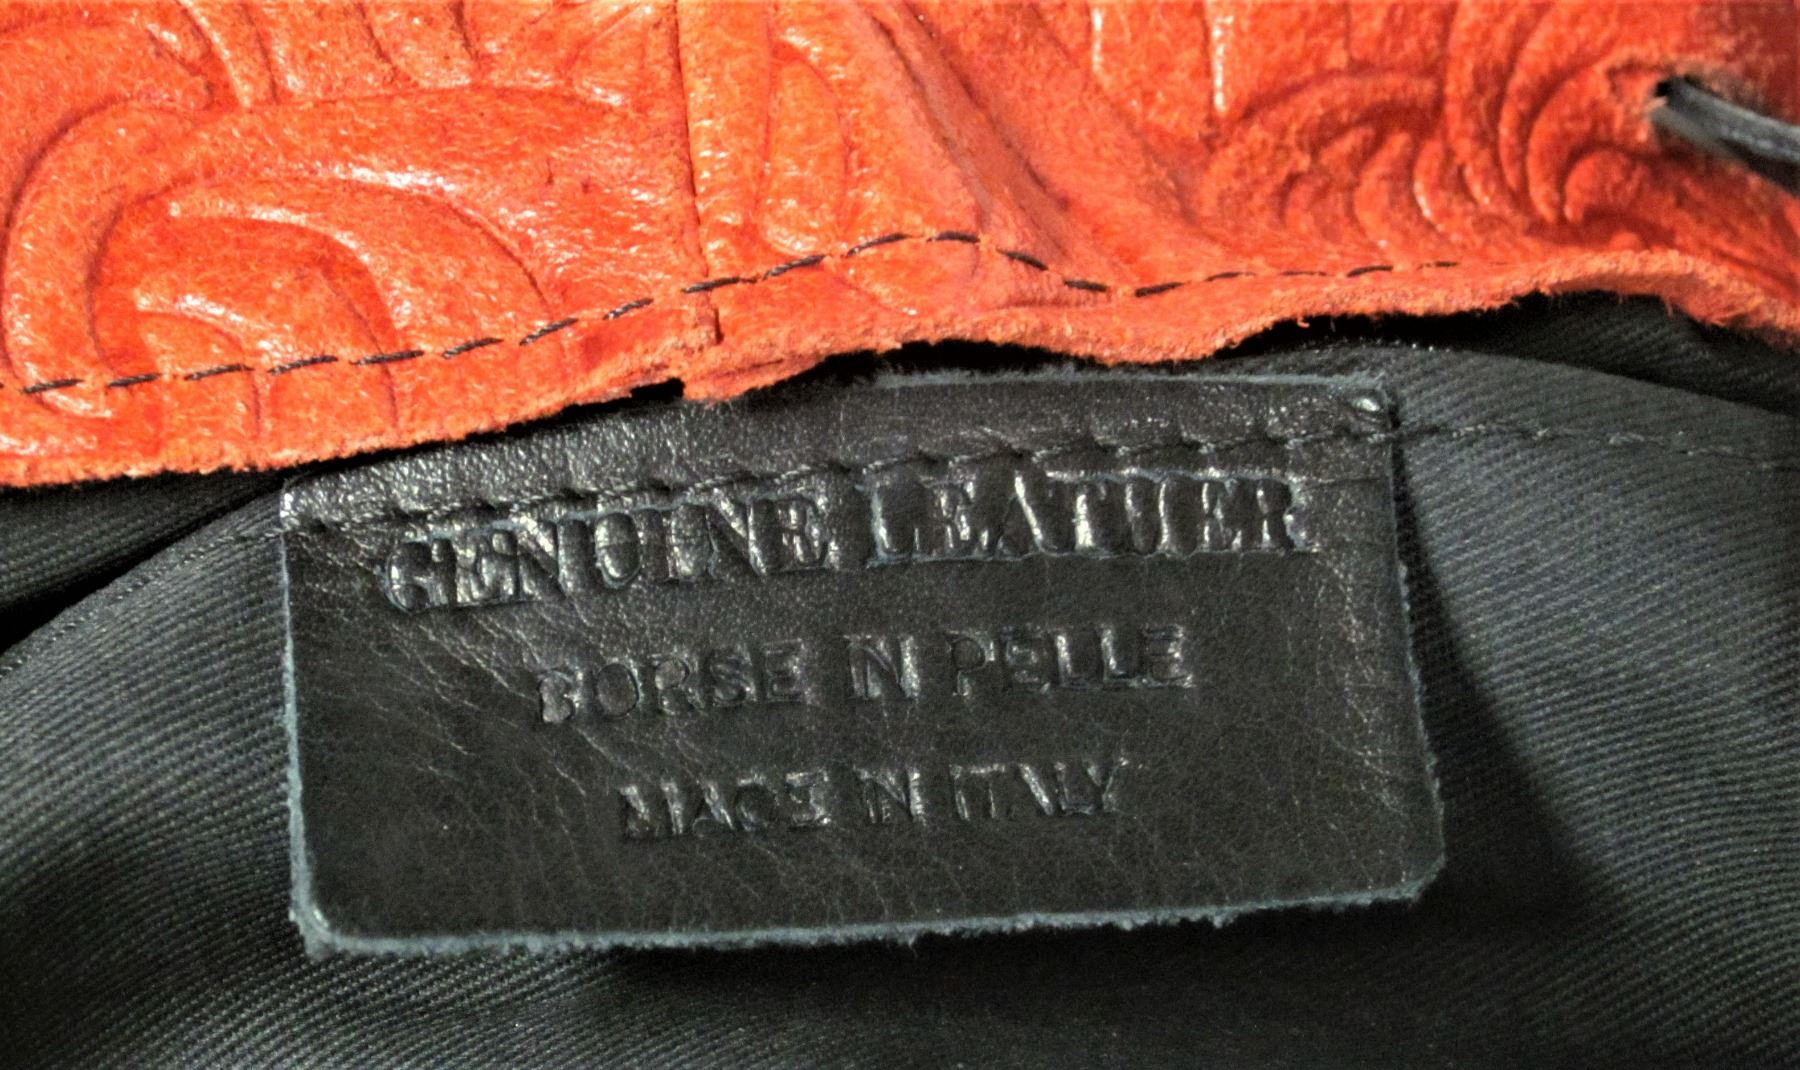 GENUINE LEATHER
BORSE IN PELLE
MADE IN ITALY